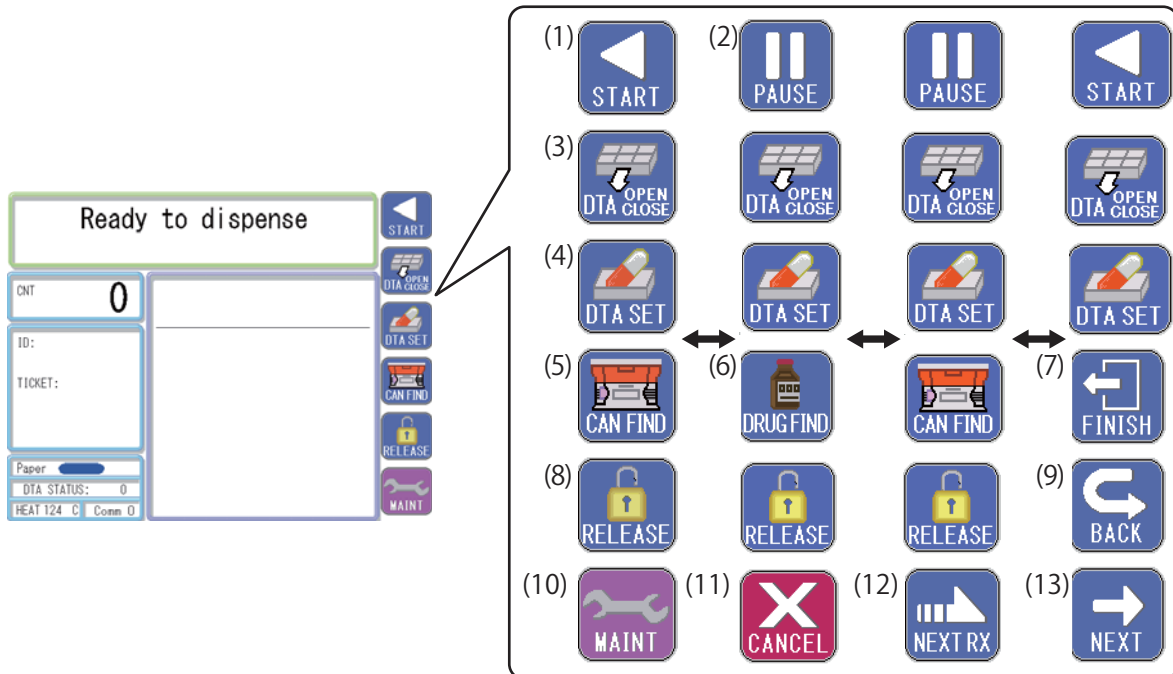 Ready to dispense
CNT 0
ID:
TICKET:
Paper
DTA STATUS: 0
HEAT 124 C Comm 0
START
DTA OPEN CLOSE
DTA SET
CAN FIND
RELEASE
MAINT
(1) START (2) PAUSE PAUSE START
(3) DTA OPEN CLOSE DTA OPEN CLOSE DTA OPEN CLOSE DTA OPEN CLOSE
(4) DTA SET DTA SET DTA SET DTA SET
(5) CAN FIND (6) DRUG FIND CAN FIND (7) FINISH
(8) RELEASE RELEASE RELEASE (9) BACK
(10) MAINT (11) CANCEL (12) NEXT RX (13) NEXT